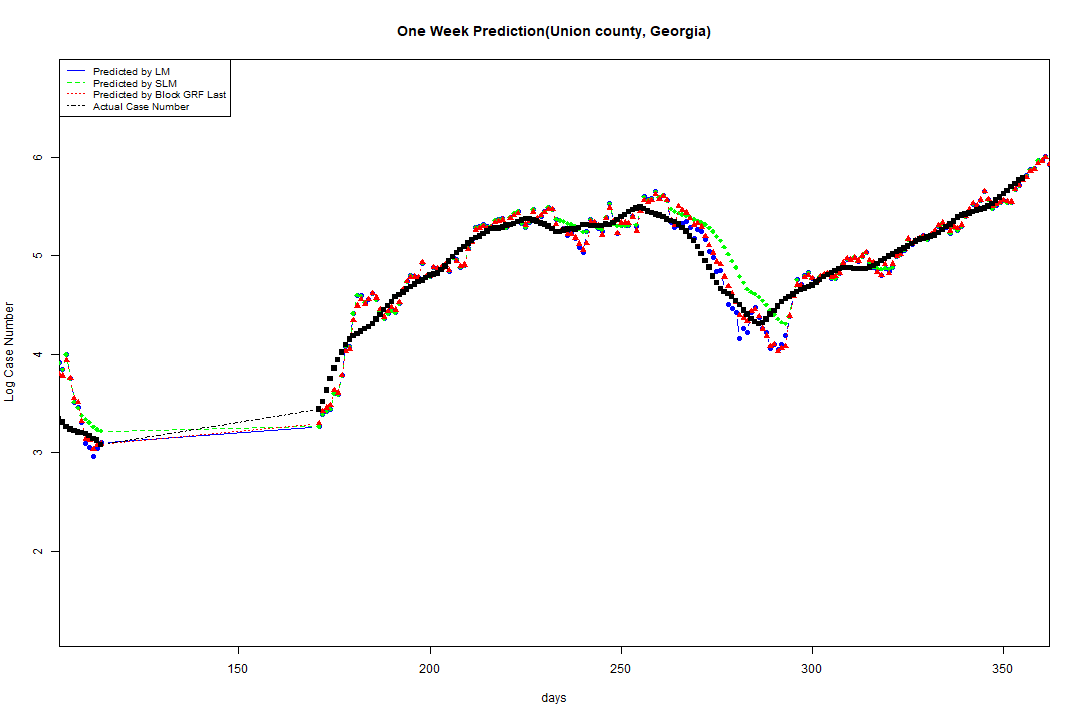 One Week Prediction(Union county, Georgia)
Predicted by LM
Predicted by SLM
Predicted by Block GRF Last
Actual Case Number
6
5
4
3
2
Log Case Number
150 200 250 300 350
days